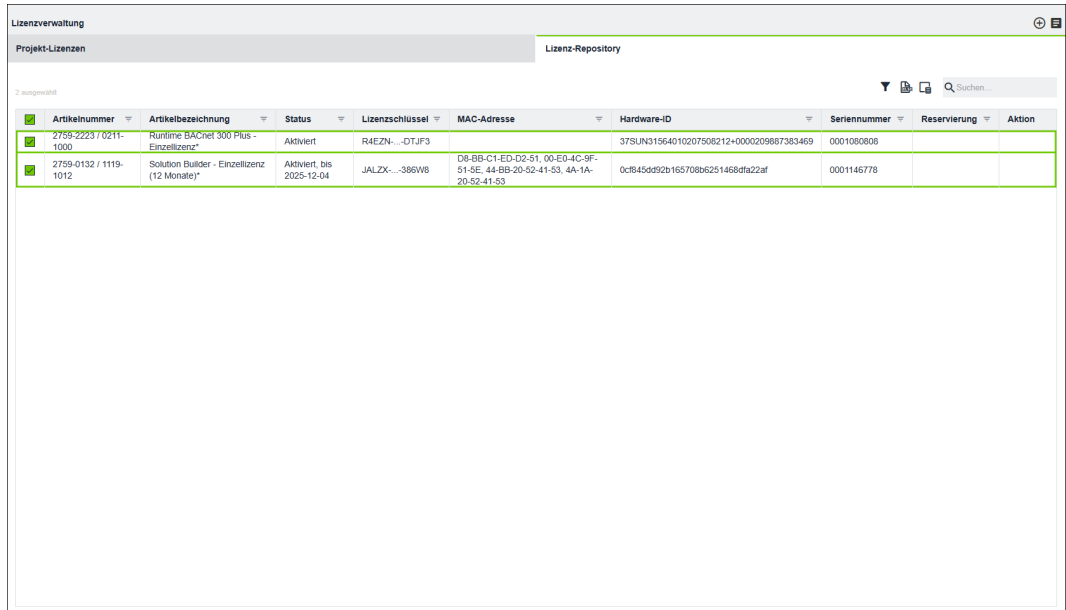 Lizenzverwaltung
Projekt-Lizenzen
Lizenz-Repository
2 ausgewählt
Suchen...
Artikelnummer Artikelbezeichnung Status Lizenzschlüssel MAC-Adresse Hardware-ID Seriennummer Reservierung Aktion
2759-2223 / 0211-
1000
Runtime BACnet 300 Plus -
Einzellizenz*
Aktiviert
R4EZN-...-DTJF3
37SUN31564010207508212+0000209887383469
0001080808
2759-0132 / 1119-
1012
Solution Builder - Einzellizenz
(12 Monate)*
Aktiviert, bis
2025-12-04
JALZX-...-386W8
D8-BB-C1-ED-D2-51, 00-E0-4C-9F-
51-5E, 44-BB-20-52-41-53, 4A-1A-
20-52-41-53
0cf845dd92b165708b6251468dfa22af
0001146778